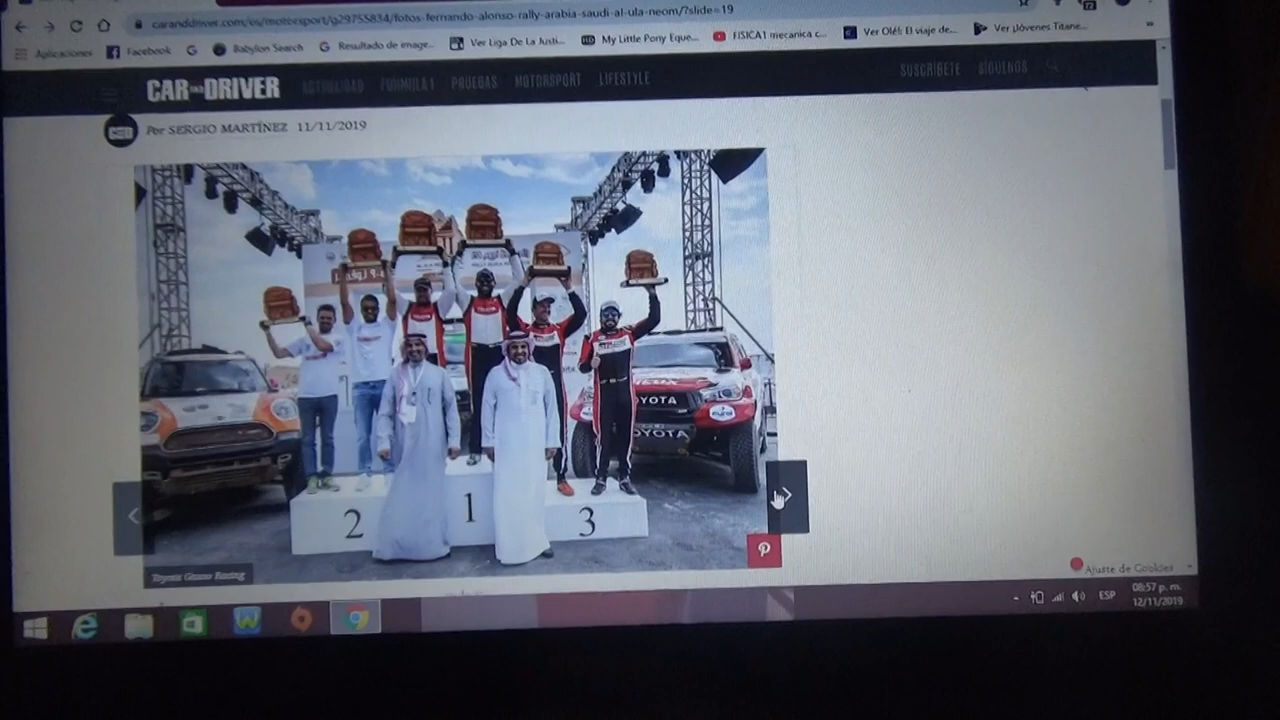 caranddriver.com/es/motorsport/g29755834/fotos-fernando-alonso-rally-arabia-saudi-al-ula-neom/?slide=19
Aplicaciones Facebook Babylon Search Resultado de image... Ver Liga De La Justi... My Little Pony Eque... FISICA1 mecanica c... Ver Olé!: El viaje de... Ver ¡Jóvenes Titane...
CAR AND DRIVER ACTUALIDAD FORMULA 1 PRUEBAS MOTORSPORT LIFESTYLE SUSCRÍBETE SÍGUENOS
Por SERGIO MARTÍNEZ 11/11/2019
TOYOTA
TOYOTA
2 1 3
Toyota Gazoo Racing
Ajuste de Cookies
ESP
08:57 p. m.
12/11/2019